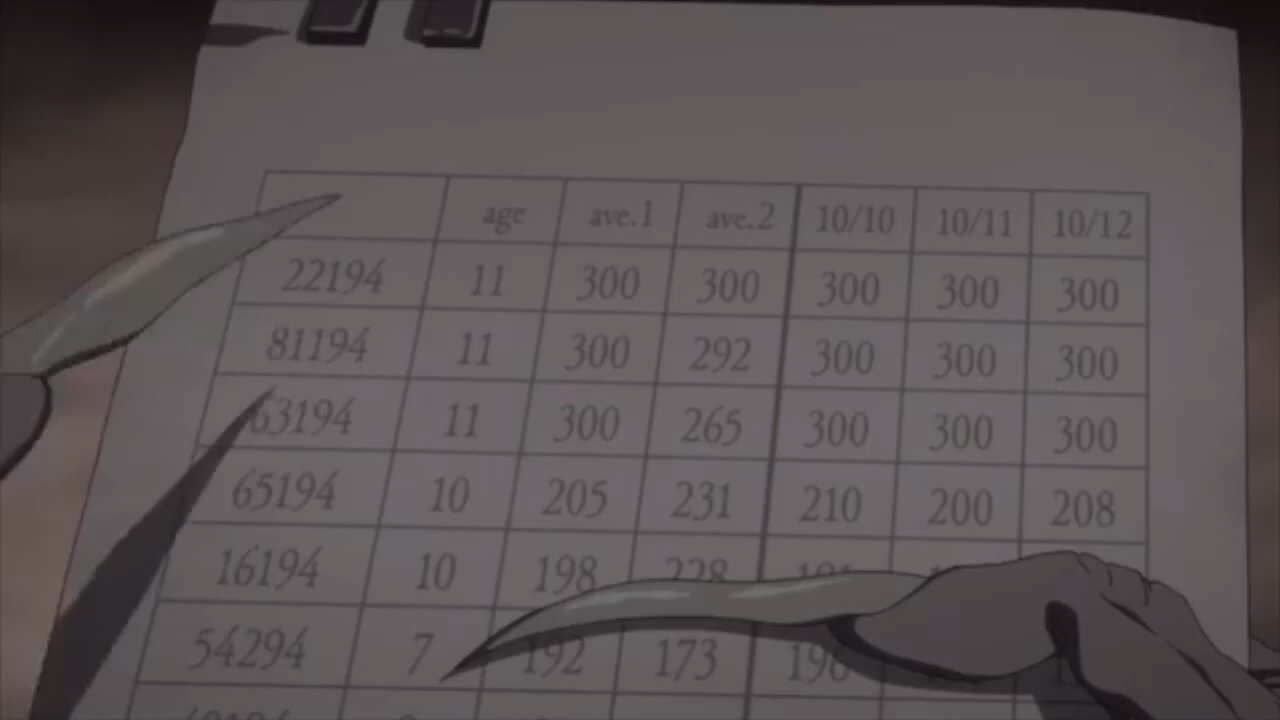 age ave.1 ave.2 10/10 10/11 10/12
22194 11 300 300 300 300 300
81194 11 300 292 300 300 300
63194 11 300 265 300 300 300
65194 10 205 231 210 200 208
16194 10 198 228
54294 7 192 173